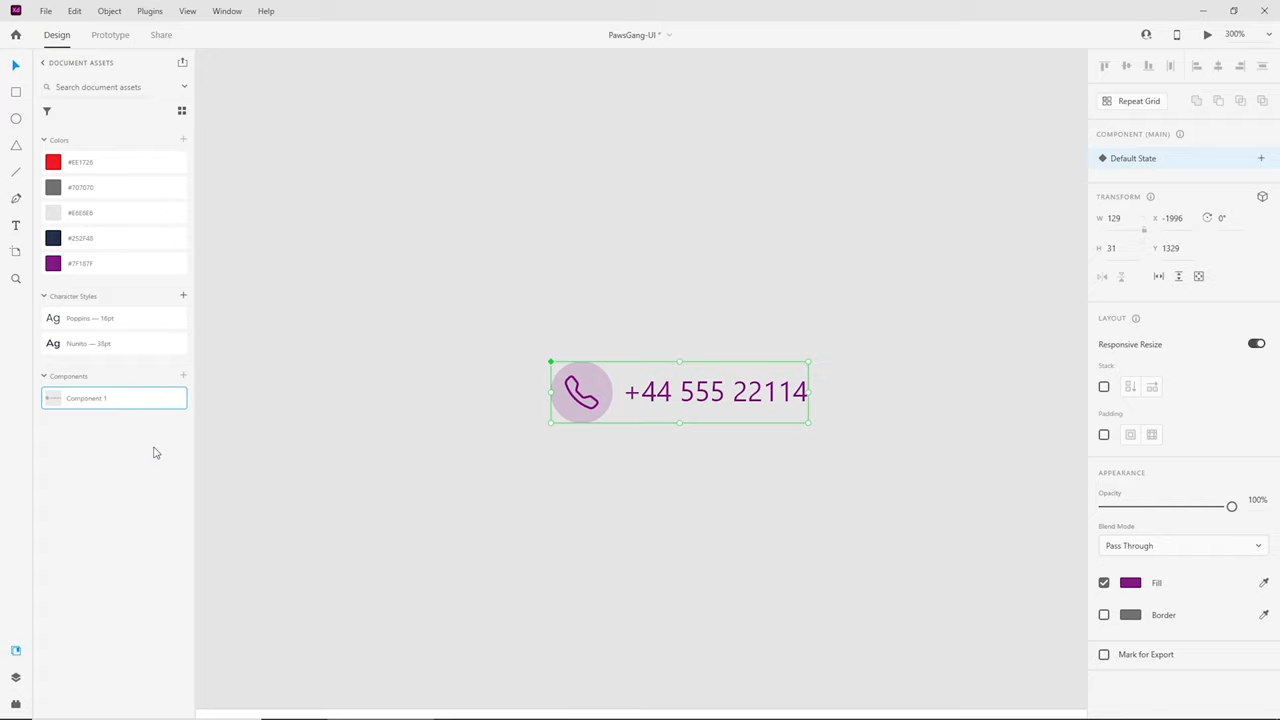 Xd File Edit Object Plugins View Window Help
Design Prototype Share PawsGang-UI * 300%
DOCUMENT ASSETS
Search document assets
Colors
#EE1726
#707070
#E6E6E6
#252F48
#7F187F
Character Styles
Ag Poppins — 16pt
Ag Nunito — 35pt
Components
Component 1
+44 555 22114
Repeat Grid
COMPONENT (MAIN)
Default State
TRANSFORM
W 129 X -1996 0°
H 31 Y 1329
LAYOUT
Responsive Resize
Stack
Padding
APPEARANCE
Opacity
100%
Blend Mode
Pass Through
Fill
Border
Mark for Export